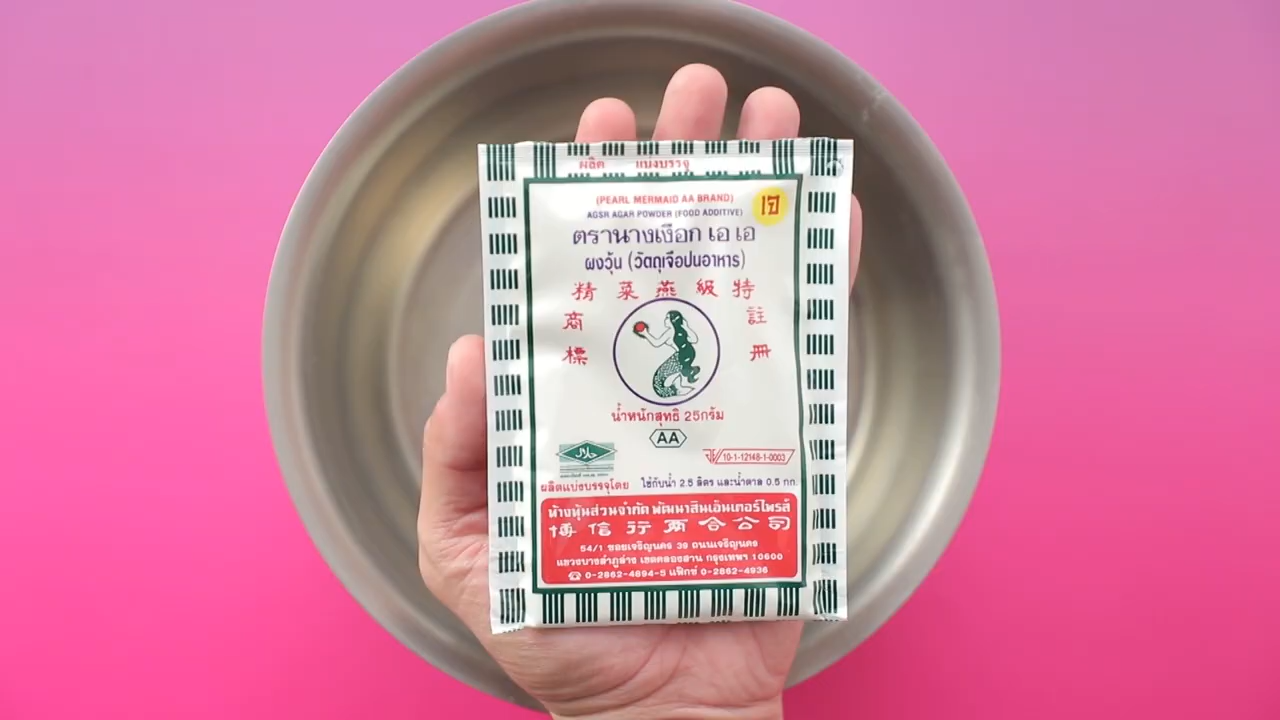 ผลิต แบ่งบรรจุ
(PEARL MERMAID AA BRAND)
เจ
AGSR AGAR POWDER (FOOD ADDITIVE)
ตรานางเงือก เอ เอ
ผงวุ้น (วัตถุเจือปนอาหาร)
精菜燕級特
商 註
標 冊
น้ำหนักสุทธิ 25กรัม
AA
حلال
10-1-12148-1-0003
ผลิตแบ่งบรรจุโดย ใช้กับน้ำ 2.5 ลิตร และน้ำตาล 0.5 กก.
ห้างหุ้นส่วนจำกัด พัฒนาสินเอ็นเตอร์ไพรส์
博信行兩合公司
54/1 ซอยเจริญนคร 39 ถนนเจริญนคร
แขวงบางลำภูล่าง เขตคลองสาน กรุงเทพฯ 10600
☎ 0-2862-4894-5 แฟ็กซ์ 0-2862-4936